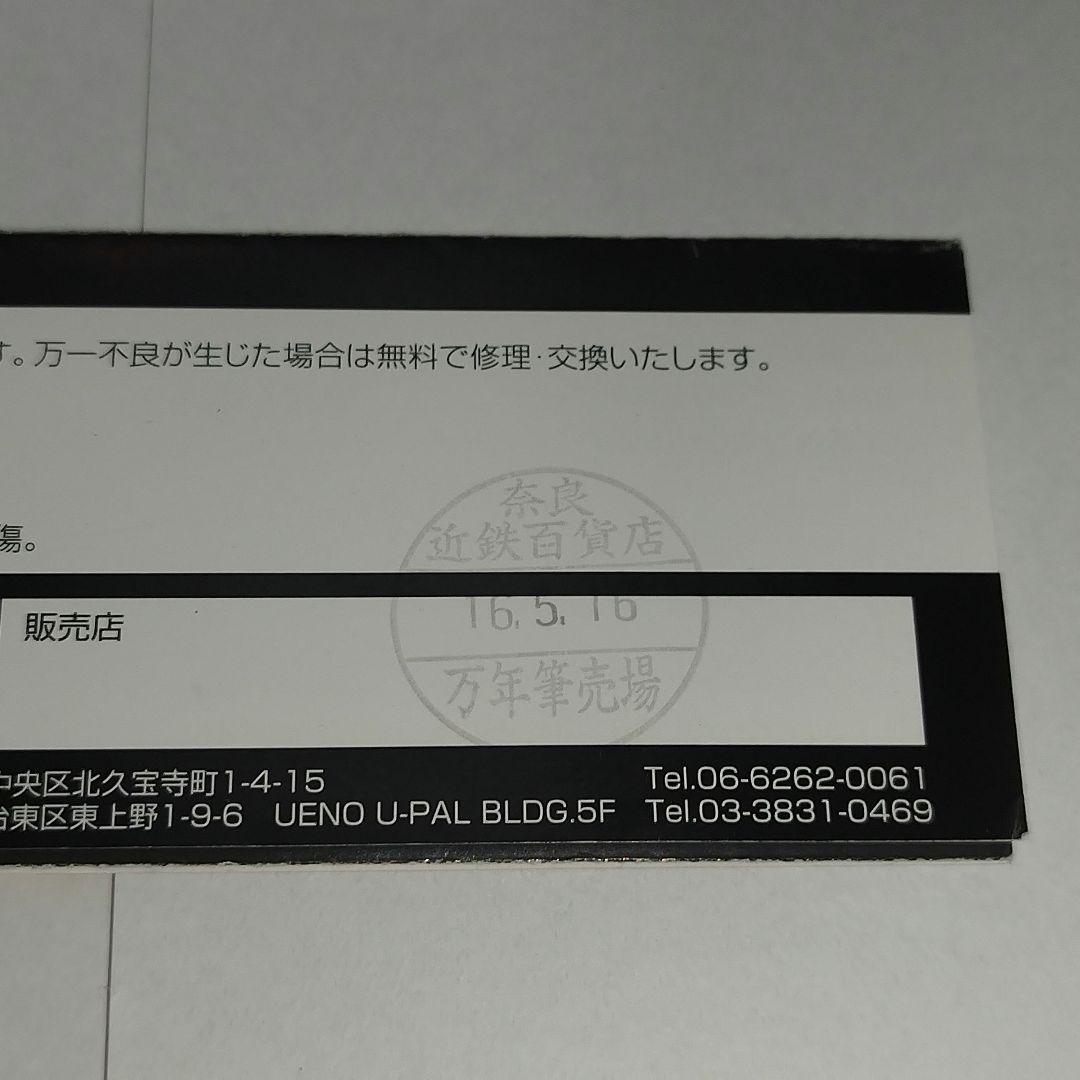 す。万一不良が生じた場合は無料で修理·交換いたします。
傷。
奈良
近鉄百貨店
16. 5. 16
万年筆売場
販売店
中央区北久宝寺町1-4-15 Tel.06-6262-0061
台東区東上野1-9-6 UENO U-PAL BLDG.5F Tel.03-3831-0469